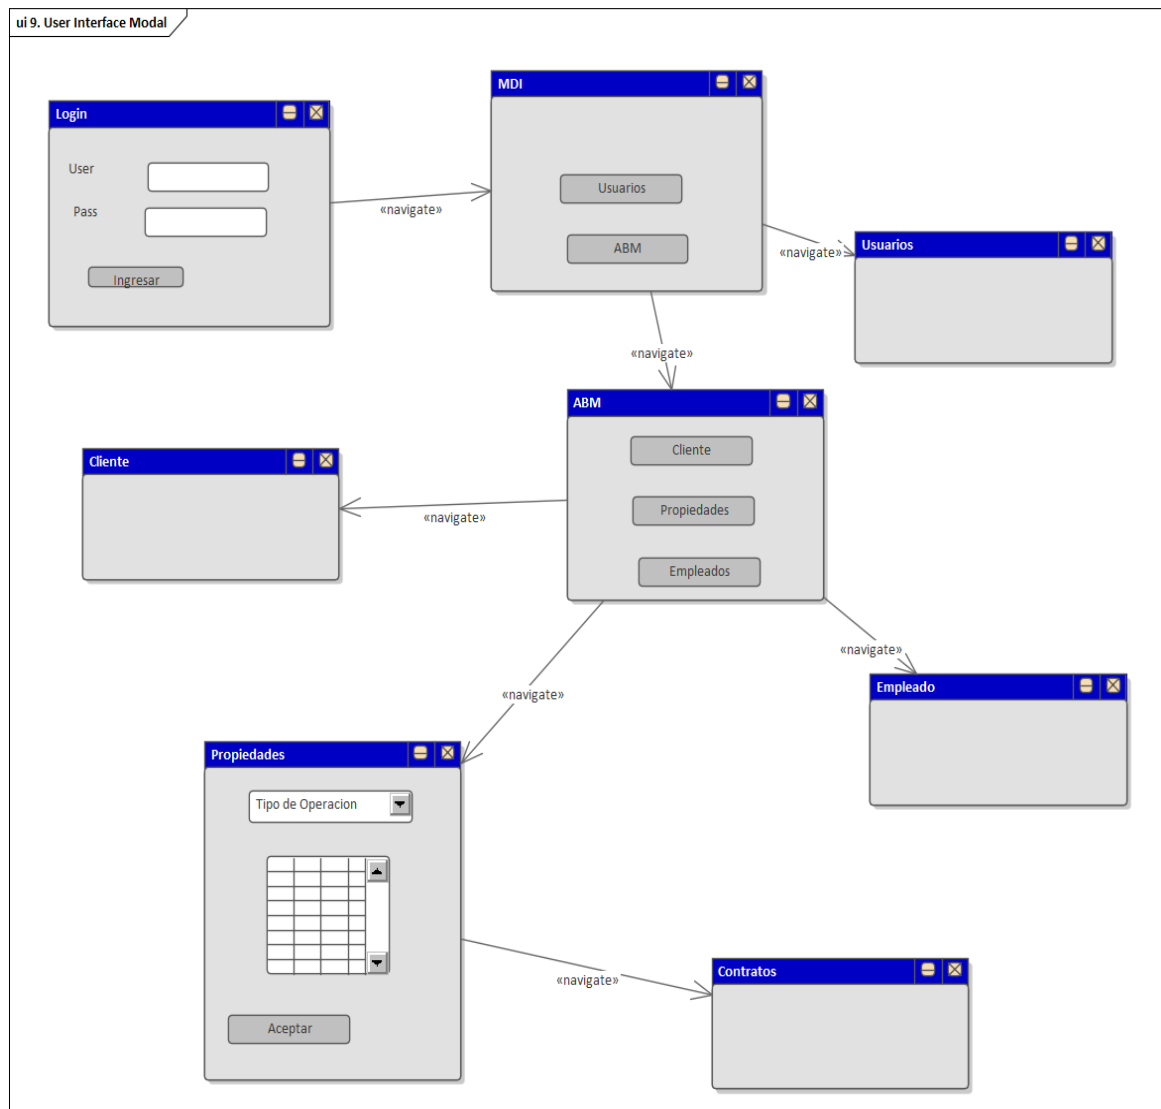 ui 9. User Interface Modal
MDI
Login
User
Pass
Ingresar
«navigate»
Usuarios
ABM
«navigate»
Usuarios
«navigate»
ABM
Cliente
Propiedades
Empleados
Cliente
«navigate»
«navigate»
Empleado
«navigate»
Propiedades
Tipo de Operacion
Aceptar
«navigate»
Contratos